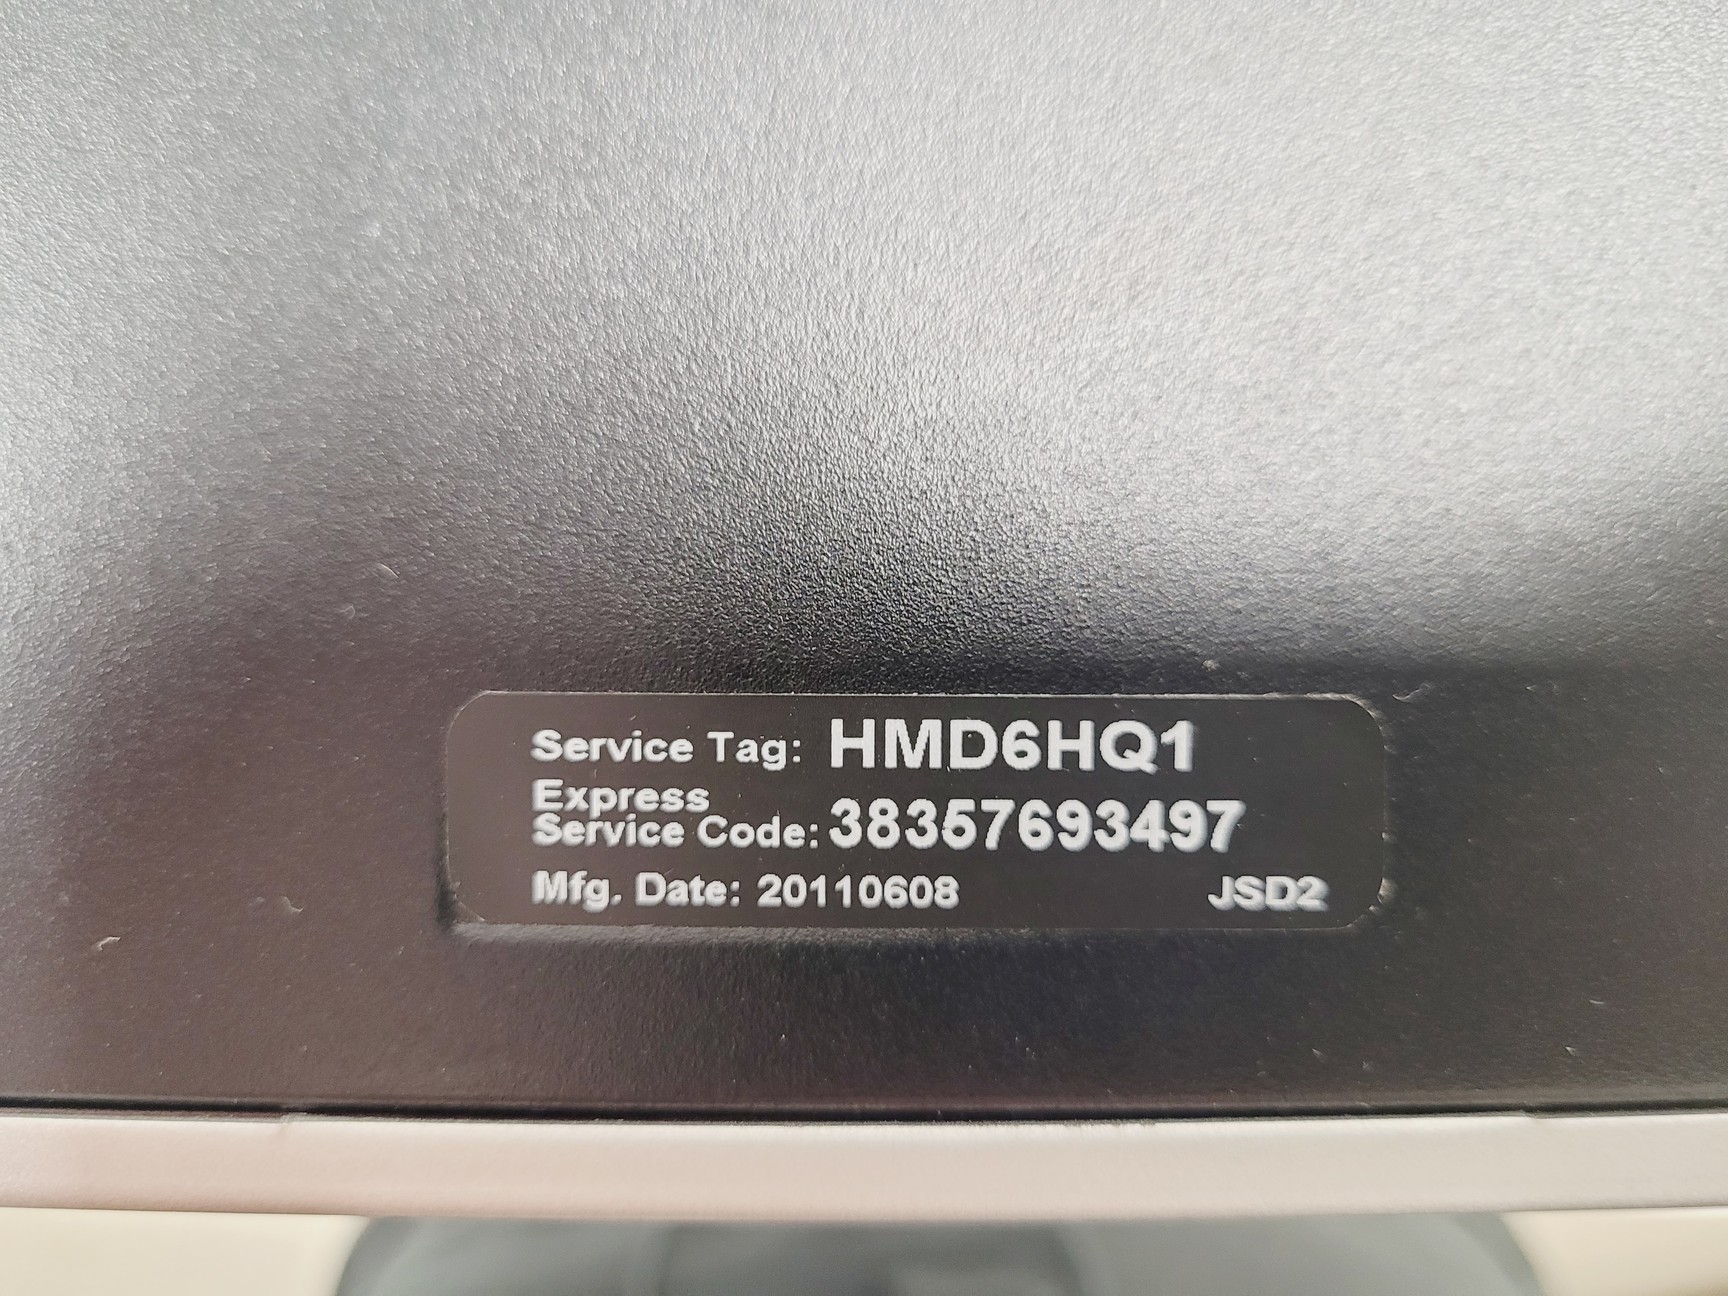 Service Tag: HMD6HQ1
Express
Service Code: 38357693497
Mfg. Date: 20110608 JSD2